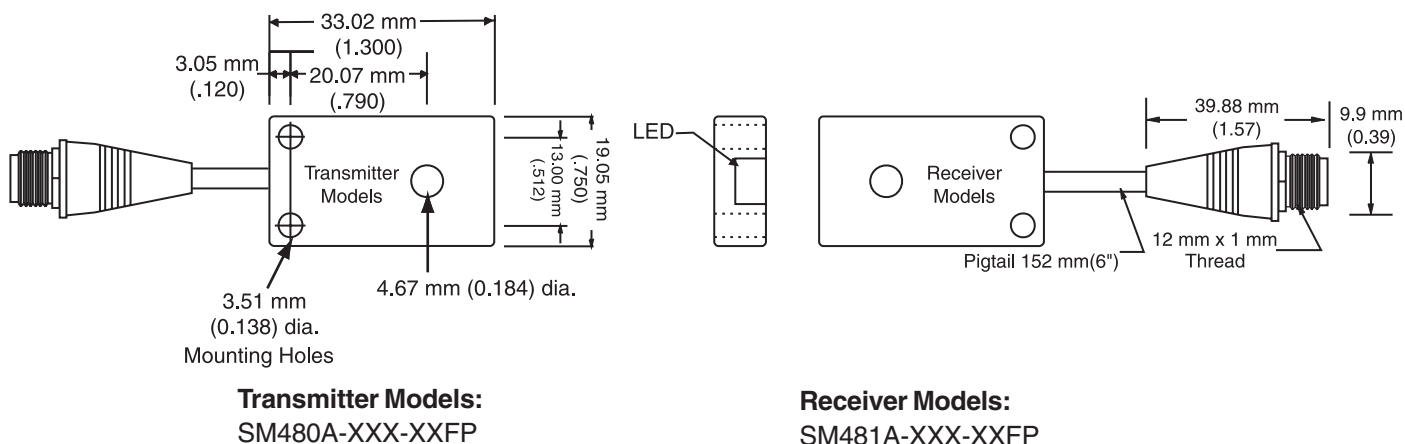 33.02 mm
(1.300)
3.05 mm
(.120)
20.07 mm
(.790)
Transmitter
Models
13.00 mm
(.512)
19.05 mm
(.750)
3.51 mm
(0.138) dia.
Mounting Holes
4.67 mm (0.184) dia.
LED
Receiver
Models
39.88 mm
(1.57)
9.9 mm
(0.39)
Pigtail 152 mm(6")
12 mm x 1 mm
Thread
Transmitter Models:
SM480A-XXX-XXFP
Receiver Models:
SM481A-XXX-XXFP